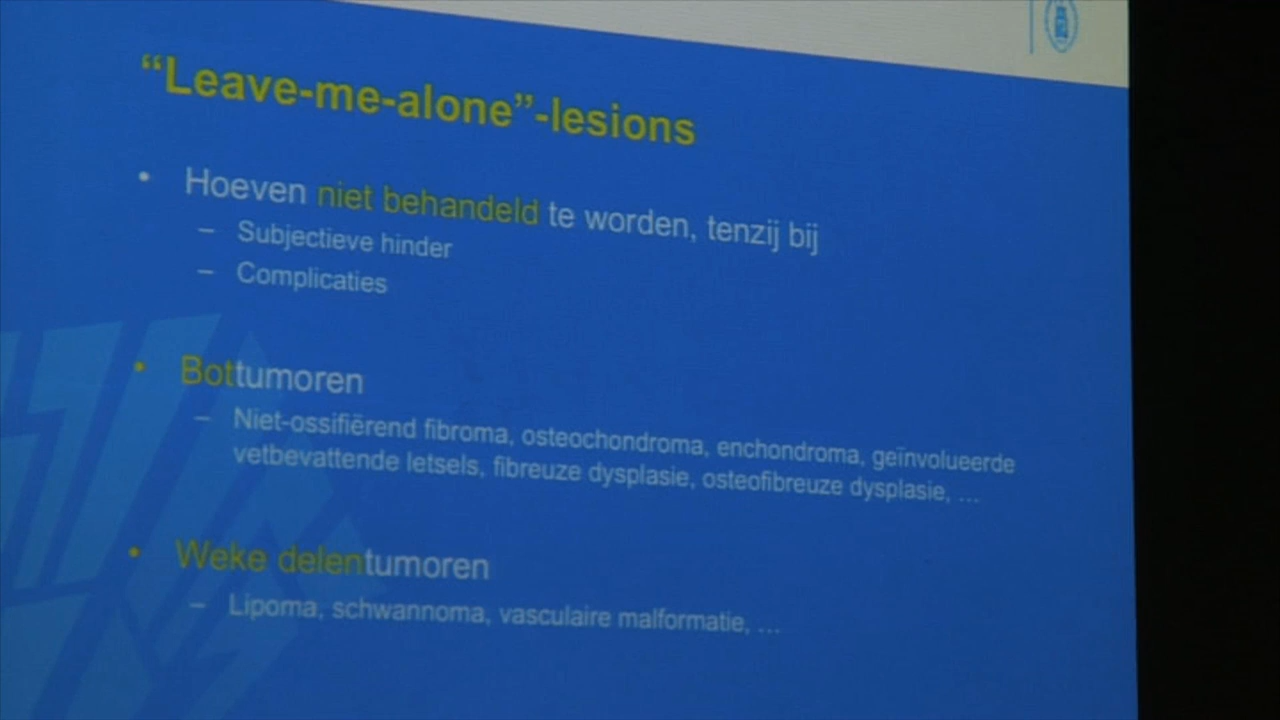 “Leave-me-alone”-lesions
• Hoeven niet behandeld te worden, tenzij bij
– Subjectieve hinder
– Complicaties
• Bottumoren
– Niet-ossifiërend fibroma, osteochondroma, enchondroma, geïnvolueerde
vetbevattende letsels, fibreuze dysplasie, osteofibreuze dysplasie, ...
• Weke delentumoren
– Lipoma, schwannoma, vasculaire malformatie, ...